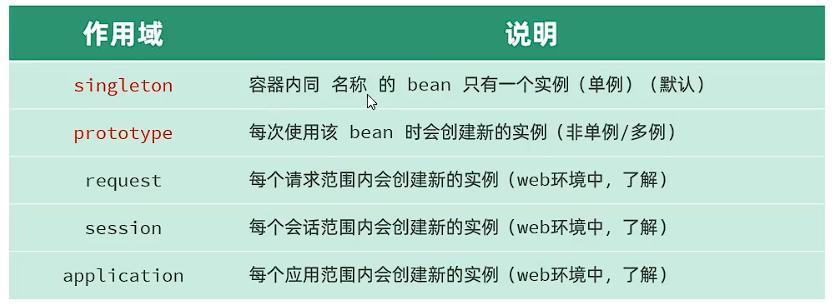 作用域 说明
singleton 容器内同 名称 的 bean 只有一个实例（单例）（默认）
prototype 每次使用该 bean 时会创建新的实例（非单例/多例）
request 每个请求范围内会创建新的实例（web环境中，了解）
session 每个会话范围内会创建新的实例（web环境中，了解）
application 每个应用范围内会创建新的实例（web环境中，了解）